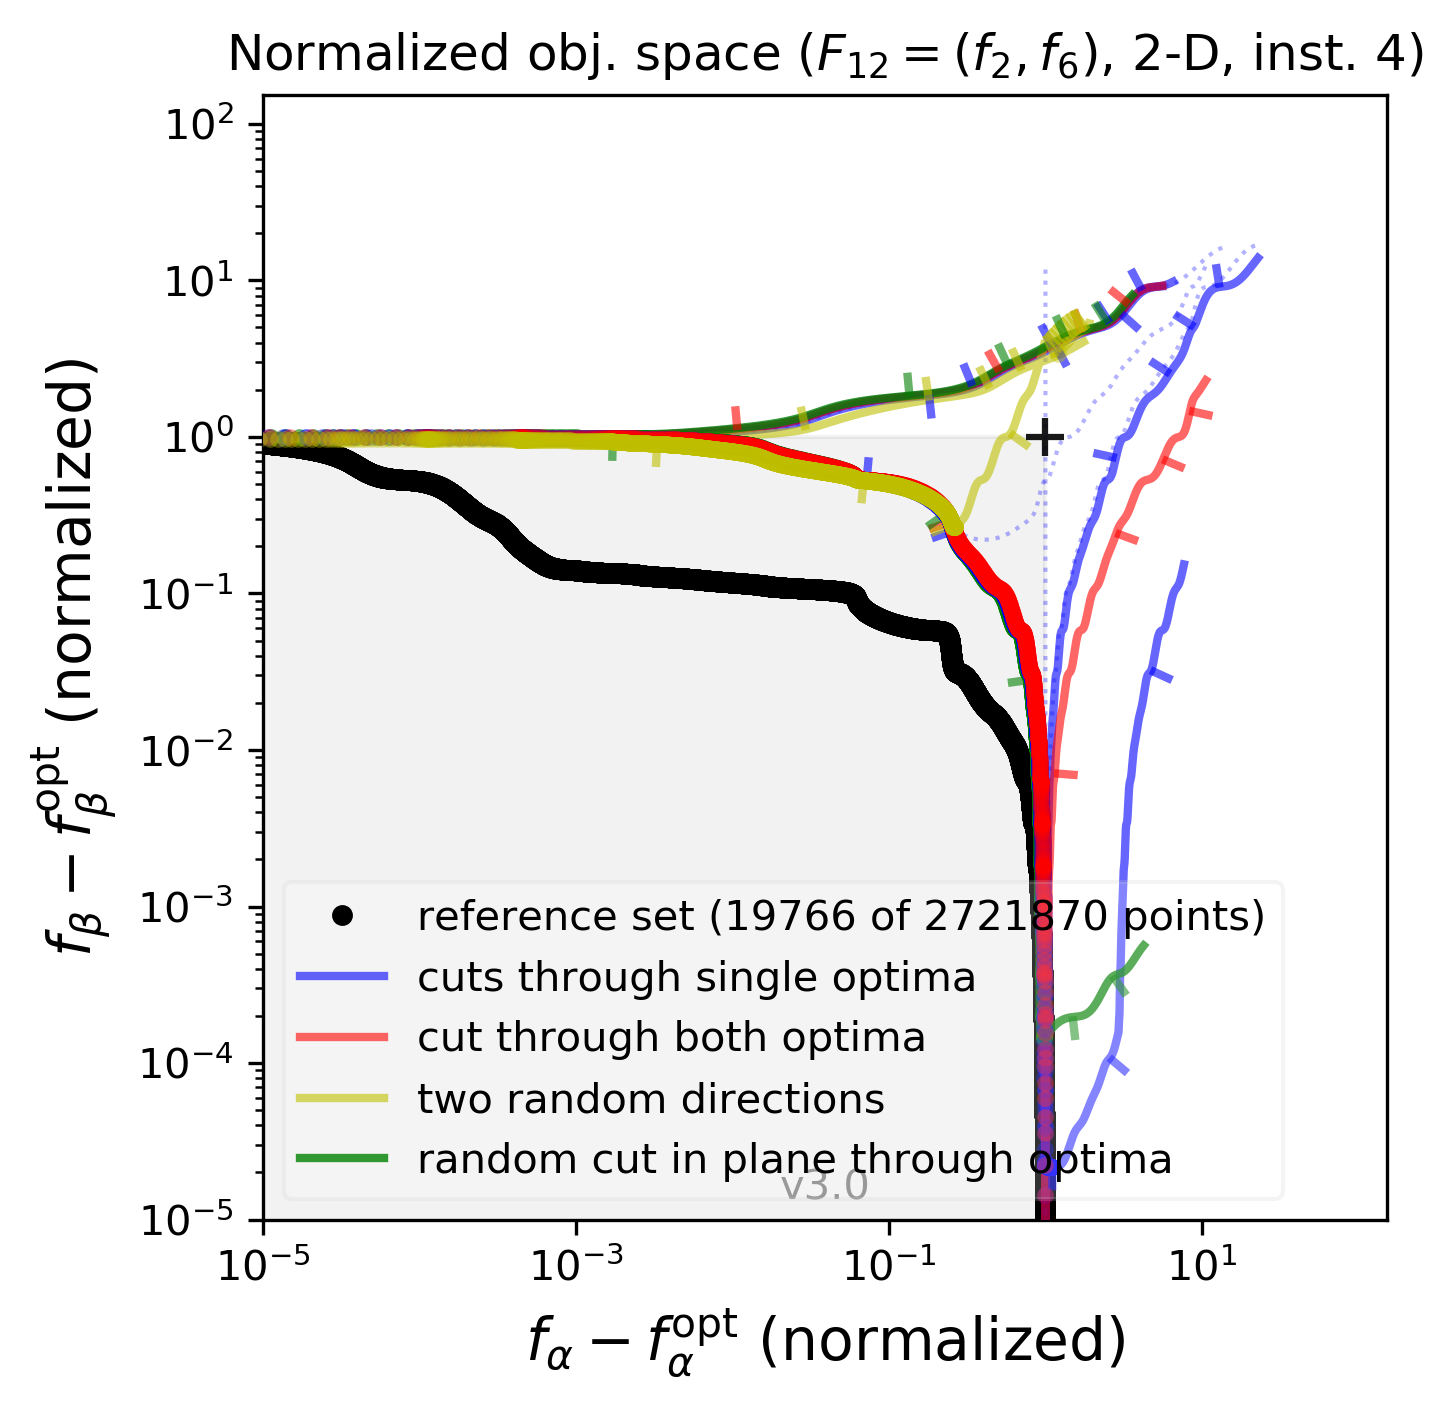 Normalized obj. space (F₁₂ = (f₂, f₆), 2-D, inst. 4)
10²
10¹
10⁰
10⁻¹
10⁻²
10⁻³
10⁻⁴
10⁻⁵
f_β − f_β^opt (normalized)
reference set (19766 of 2721870 points)
cuts through single optima
cut through both optima
two random directions
random cut in plane through optima
v3.0
10⁻⁵ 10⁻³ 10⁻¹ 10¹
f_α − f_α^opt (normalized)